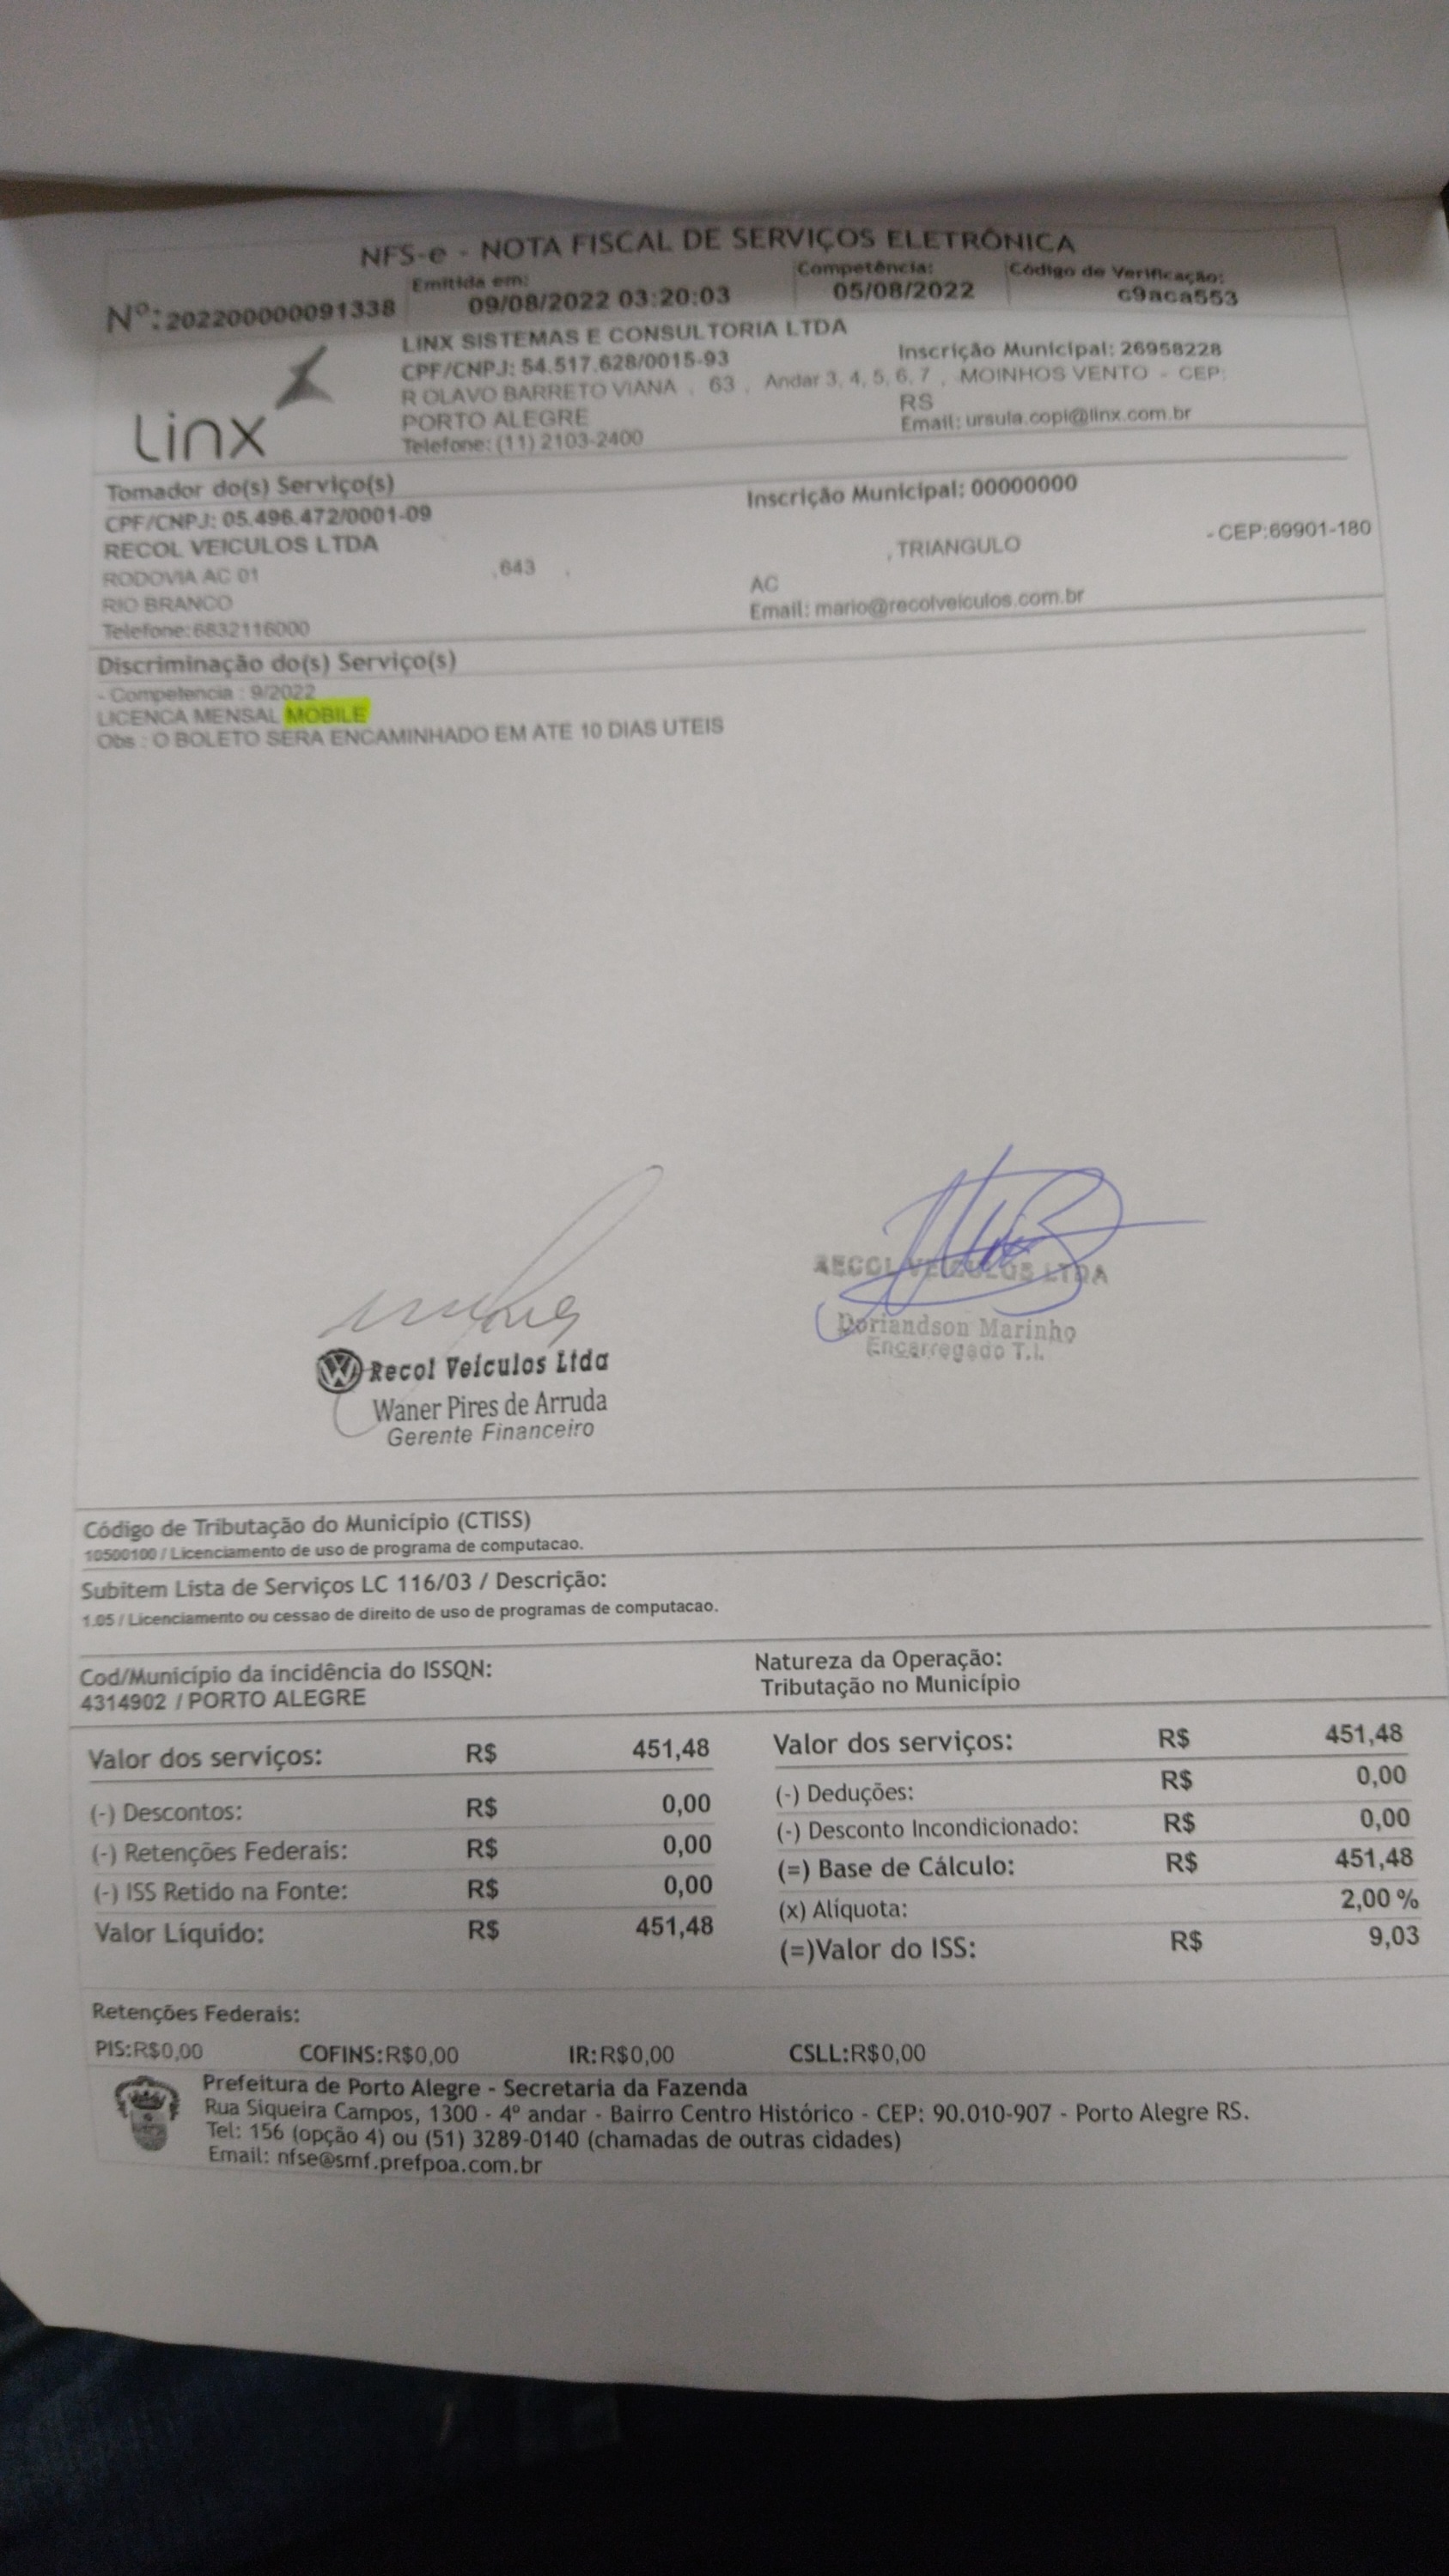 NFS-e - NOTA FISCAL DE SERVIÇOS ELETRÔNICA
Nº:202200000091338
Emitida em:
09/08/2022 03:20:03
Competência:
05/08/2022
Código de Verificação:
c9aca553
Linx
LINX SISTEMAS E CONSULTORIA LTDA
CPF/CNPJ: 54.517.628/0015-93 Inscrição Municipal: 26958228
R OLAVO BARRETO VIANA , 63 , Andar 3, 4, 5, 6, 7 , MOINHOS VENTO - CEP:
PORTO ALEGRE RS
Telefone: (11) 2103-2400 Email: ursula.copi@linx.com.br
Tomador do(s) Serviço(s)
CPF/CNPJ: 05.496.472/0001-09 Inscrição Municipal: 00000000
RECOL VEICULOS LTDA
RODOVIA AC 01 ,643 , , TRIANGULO - CEP:69901-180
RIO BRANCO AC
Telefone:6832116000 Email: mario@recolveiculos.com.br
Discriminação do(s) Serviço(s)
- Competencia : 9/2022
LICENCA MENSAL MOBILE
Obs : O BOLETO SERA ENCAMINHADO EM ATE 10 DIAS UTEIS
RECOL VEICULOS LTDA
Doriandson Marinho
Encarregado T.I.
Recol Veículos Ltda
Waner Pires de Arruda
Gerente Financeiro
Código de Tributação do Município (CTISS)
10500100 / Licenciamento de uso de programa de computacao.
Subitem Lista de Serviços LC 116/03 / Descrição:
1.05 / Licenciamento ou cessao de direito de uso de programas de computacao.
Cod/Município da incidência do ISSQN:
4314902 / PORTO ALEGRE
Natureza da Operação:
Tributação no Município
Valor dos serviços: R$ 451,48
(-) Descontos: R$ 0,00
(-) Retenções Federais: R$ 0,00
(-) ISS Retido na Fonte: R$ 0,00
Valor Líquido: R$ 451,48
Valor dos serviços: R$ 451,48
(-) Deduções: R$ 0,00
(-) Desconto Incondicionado: R$ 0,00
(=) Base de Cálculo: R$ 451,48
(x) Alíquota: 2,00 %
(=)Valor do ISS: R$ 9,03
Retenções Federais:
PIS:R$0,00 COFINS:R$0,00 IR:R$0,00 CSLL:R$0,00
Prefeitura de Porto Alegre - Secretaria da Fazenda
Rua Siqueira Campos, 1300 - 4º andar - Bairro Centro Histórico - CEP: 90.010-907 - Porto Alegre RS.
Tel: 156 (opção 4) ou (51) 3289-0140 (chamadas de outras cidades)
Email: nfse@smf.prefpoa.com.br